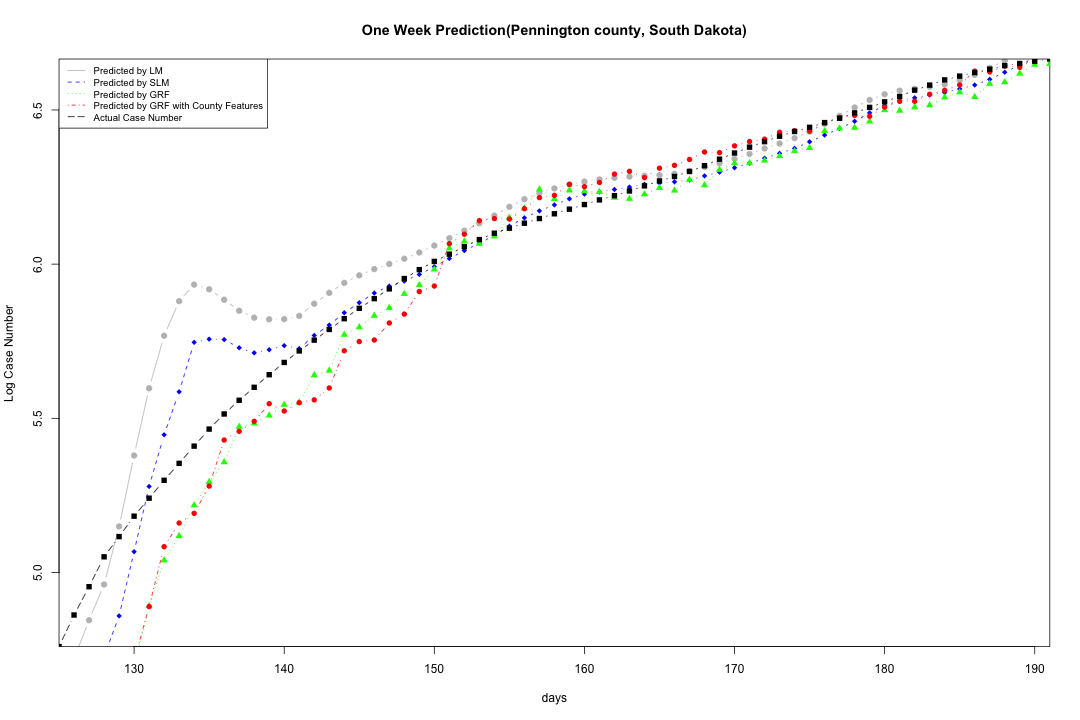 One Week Prediction(Pennington county, South Dakota)
Predicted by LM
Predicted by SLM
Predicted by GRF
Predicted by GRF with County Features
Actual Case Number
Log Case Number
6.5
6.0
5.5
5.0
130 140 150 160 170 180 190
days